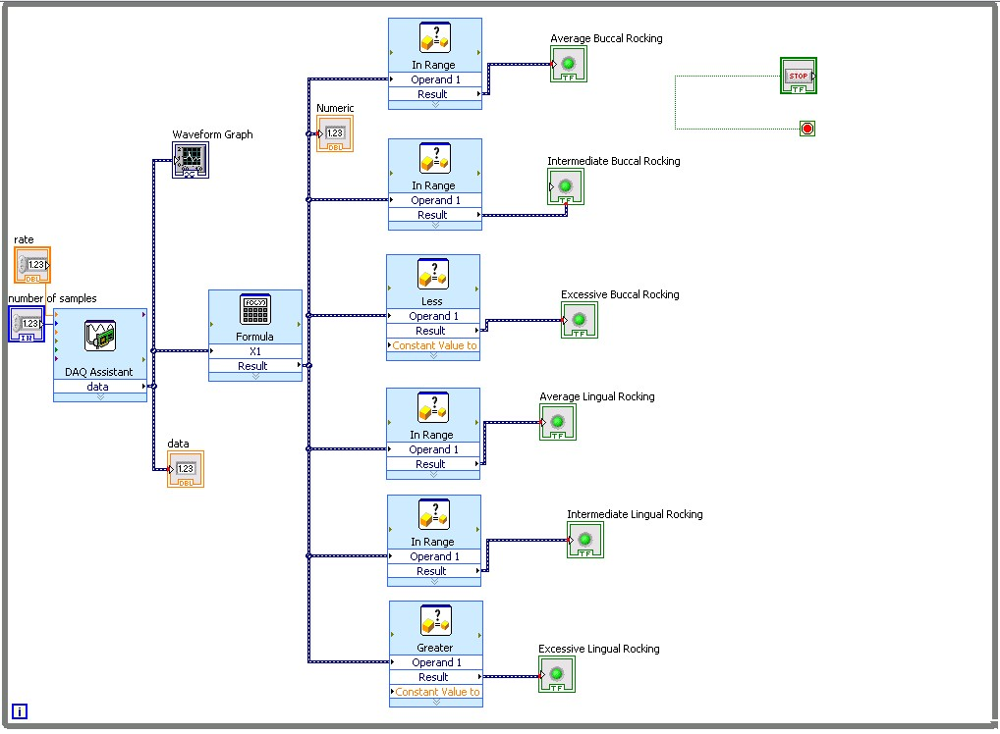 Average Buccal Rocking
In Range
Operand 1
Result
TF
STOP
TF
Numeric
1.23
DBL
Waveform Graph
Intermediate Buccal Rocking
In Range
Operand 1
Result
TF
rate
1.23
DBL
number of samples
1.23
I32
DAQ Assistant
data
Formula
X1
Result
Less
Operand 1
Result
Constant Value to
Excessive Buccal Rocking
TF
Average Lingual Rocking
In Range
Operand 1
Result
TF
data
1.23
DBL
Intermediate Lingual Rocking
In Range
Operand 1
Result
TF
Excessive Lingual Rocking
Greater
Operand 1
Result
Constant Value to
TF
i